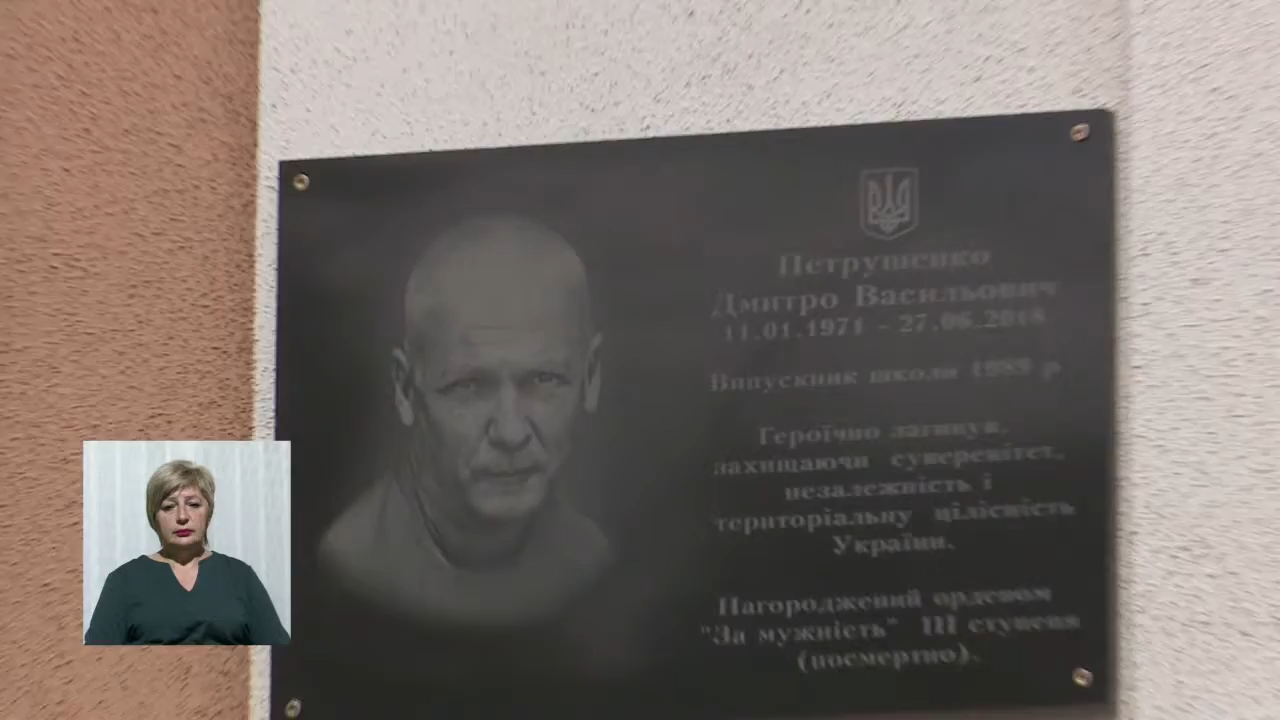 Петрушенко
Дмитро Васильович
11.01.1971 - 27.06.2018
Випускник школи 1989 р
Героїчно загинув,
захищаючи суверенітет,
незалежність і
територіальну цілісність
України.
Нагороджений орденом
"За мужність" III ступеня
(посмертно).